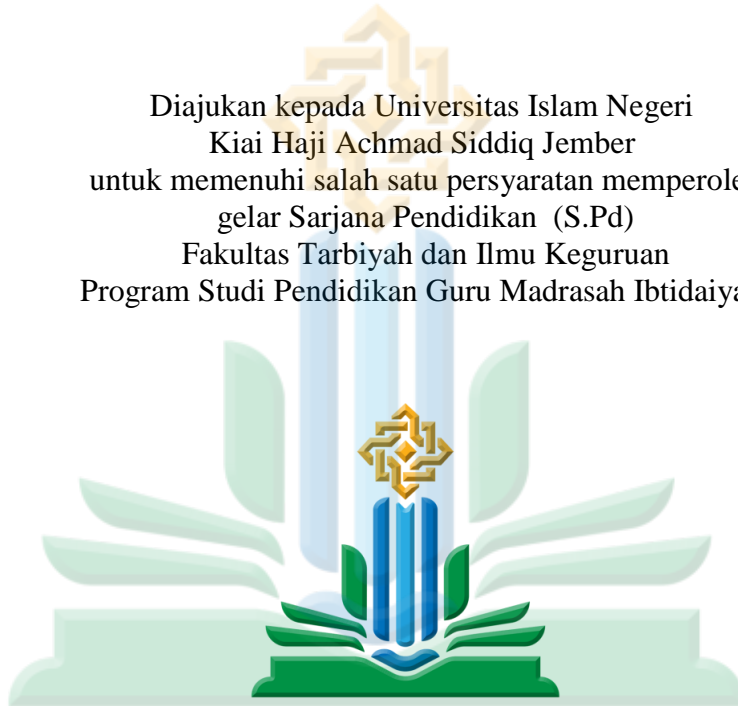 Diajukan kepada Universitas Islam Negeri
Kiai Haji Achmad Siddiq Jember
untuk memenuhi salah satu persyaratan memperole
gelar Sarjana Pendidikan (S.Pd)
Fakultas Tarbiyah dan Ilmu Keguruan
Program Studi Pendidikan Guru Madrasah Ibtidaiya